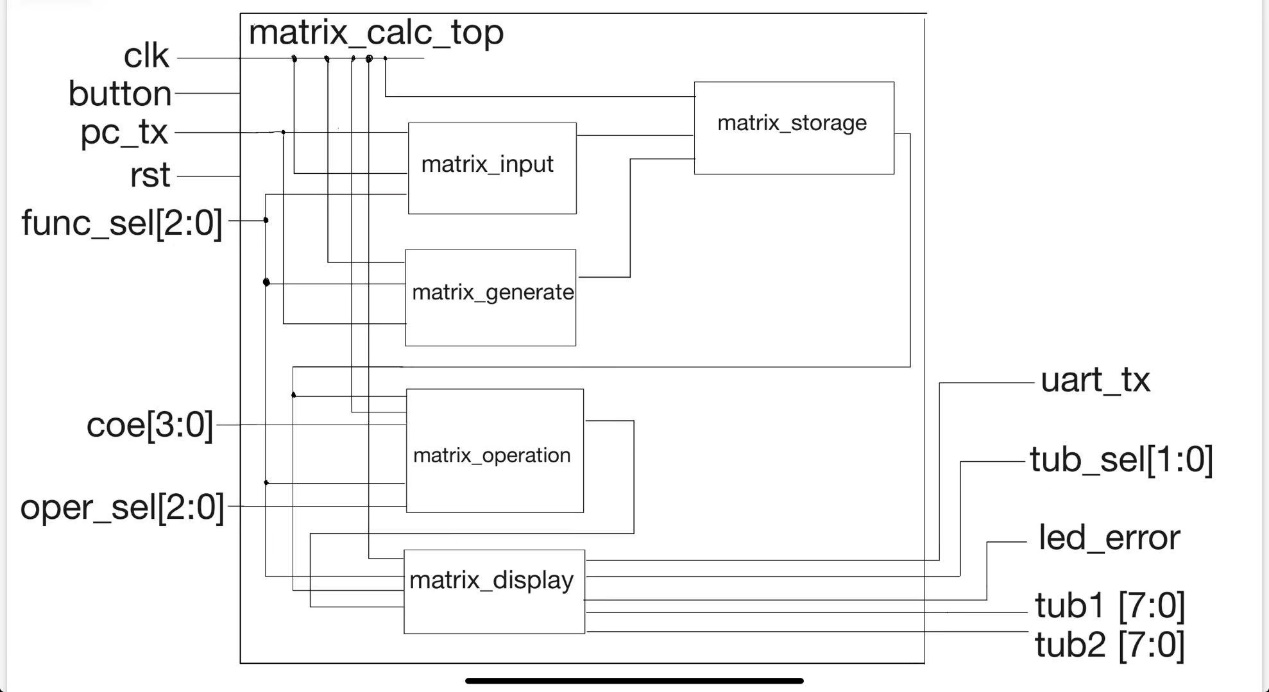 matrix_calc_top
clk
button
pc_tx
rst
func_sel[2:0]
coe[3:0]
oper_sel[2:0]
matrix_storage
matrix_input
matrix_generate
matrix_operation
matrix_display
uart_tx
tub_sel[1:0]
led_error
tub1 [7:0]
tub2 [7:0]